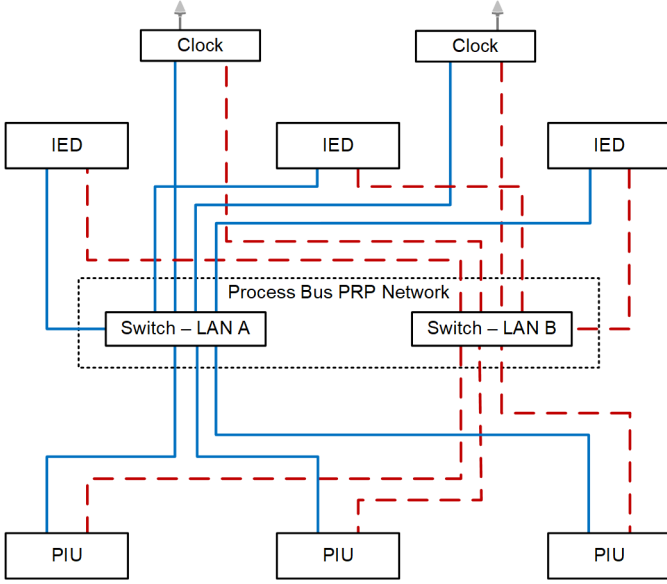 Clock
Clock
IED
IED
IED
Process Bus PRP Network
Switch – LAN A
Switch – LAN B
PIU
PIU
PIU